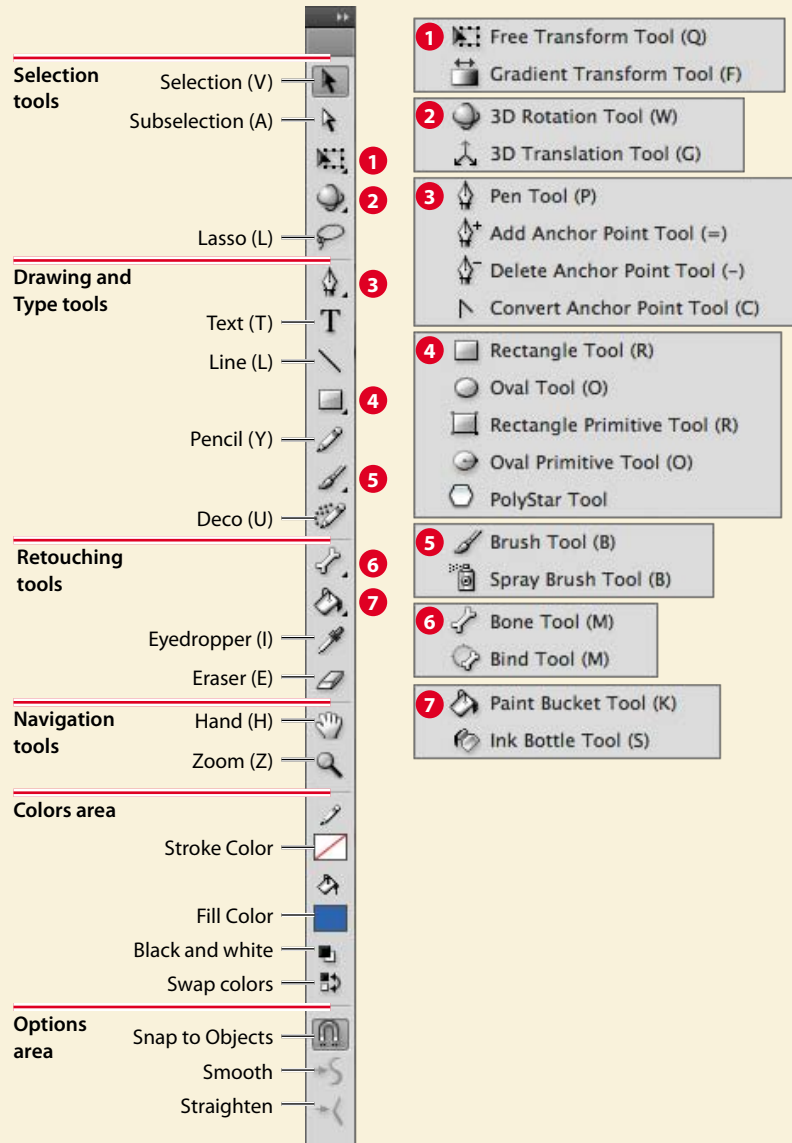 Selection
tools
Selection (V)
Subselection (A)
1
2
Lasso (L)
Drawing and
Type tools
3
Text (T)
T
Line (L)
4
Pencil (Y)
5
Deco (U)
Retouching
tools
6
7
Eyedropper (I)
Eraser (E)
Navigation
tools
Hand (H)
Zoom (Z)
Colors area
Stroke Color
Fill Color
Black and white
Swap colors
Options
area
Snap to Objects
Smooth
Straighten
1 Free Transform Tool (Q)
Gradient Transform Tool (F)
2 3D Rotation Tool (W)
3D Translation Tool (G)
3 Pen Tool (P)
Add Anchor Point Tool (=)
Delete Anchor Point Tool (-)
Convert Anchor Point Tool (C)
4 Rectangle Tool (R)
Oval Tool (O)
Rectangle Primitive Tool (R)
Oval Primitive Tool (O)
PolyStar Tool
5 Brush Tool (B)
Spray Brush Tool (B)
6 Bone Tool (M)
Bind Tool (M)
7 Paint Bucket Tool (K)
Ink Bottle Tool (S)